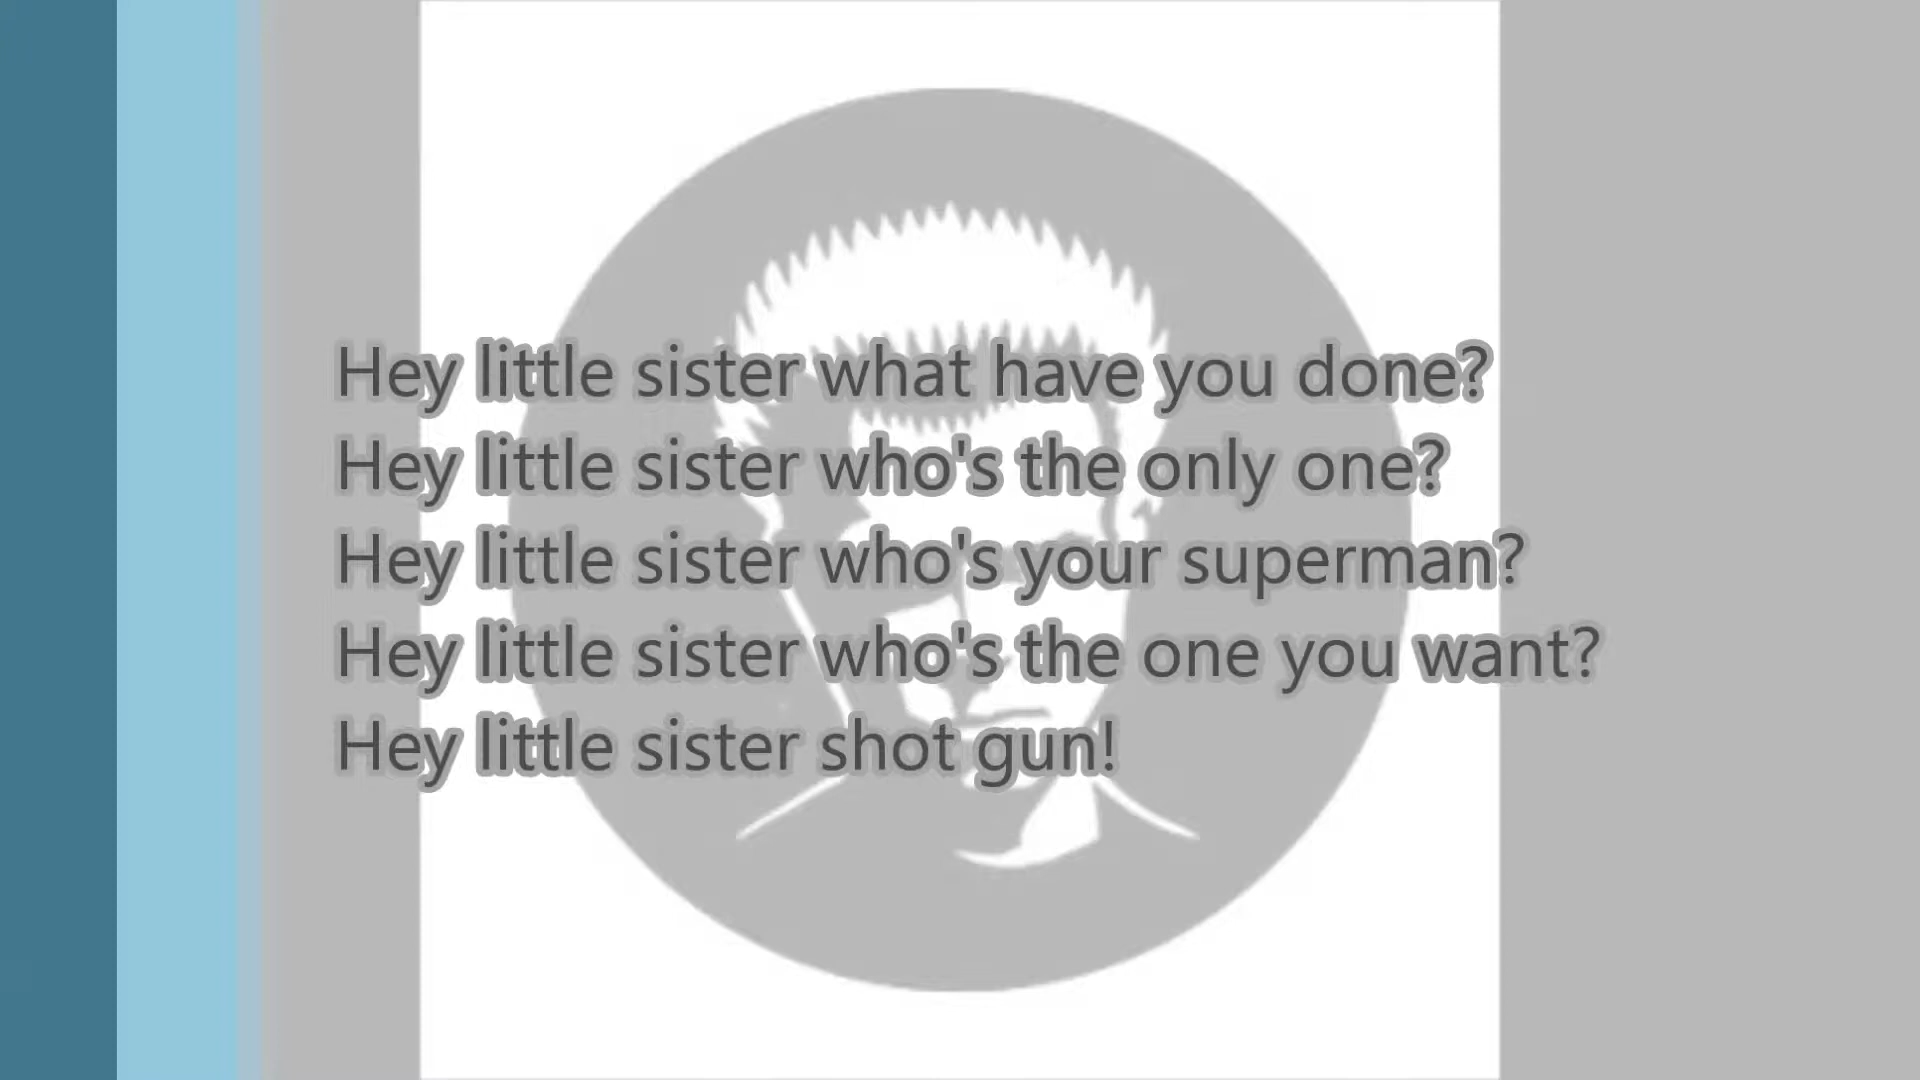 Hey little sister what have you done?
Hey little sister who's the only one?
Hey little sister who's your superman?
Hey little sister who's the one you want?
Hey little sister shot gun!